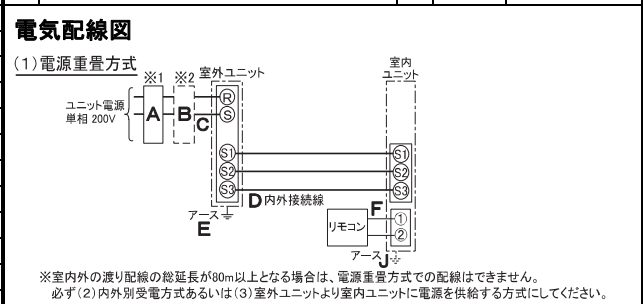 電気配線図
(1)電源重畳方式
※1 ※2 室外ユニット
室内
ユニット
ユニット電源
単相 200V
A
B
C
R
S
S1
S2
S3
S1
S2
S3
D 内外接続線
アース
E
リモコン
F
①
②
アース J
※室内外の渡り配線の総延長が80m以上となる場合は、電源重畳方式での配線はできません。
必ず(2)内外別受電方式あるいは(3)室外ユニットより室内ユニットに電源を供給する方式にしてください。